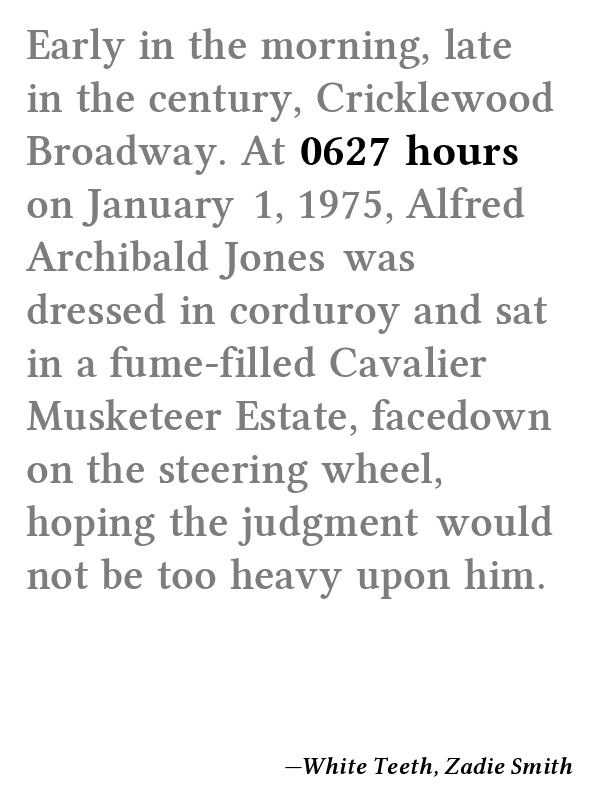 Early in the morning, late
in the century, Cricklewood
Broadway. At 0627 hours
on January 1, 1975, Alfred
Archibald Jones was
dressed in corduroy and sat
in a fume-filled Cavalier
Musketeer Estate, facedown
on the steering wheel,
hoping the judgment would
not be too heavy upon him.
—White Teeth, Zadie Smith